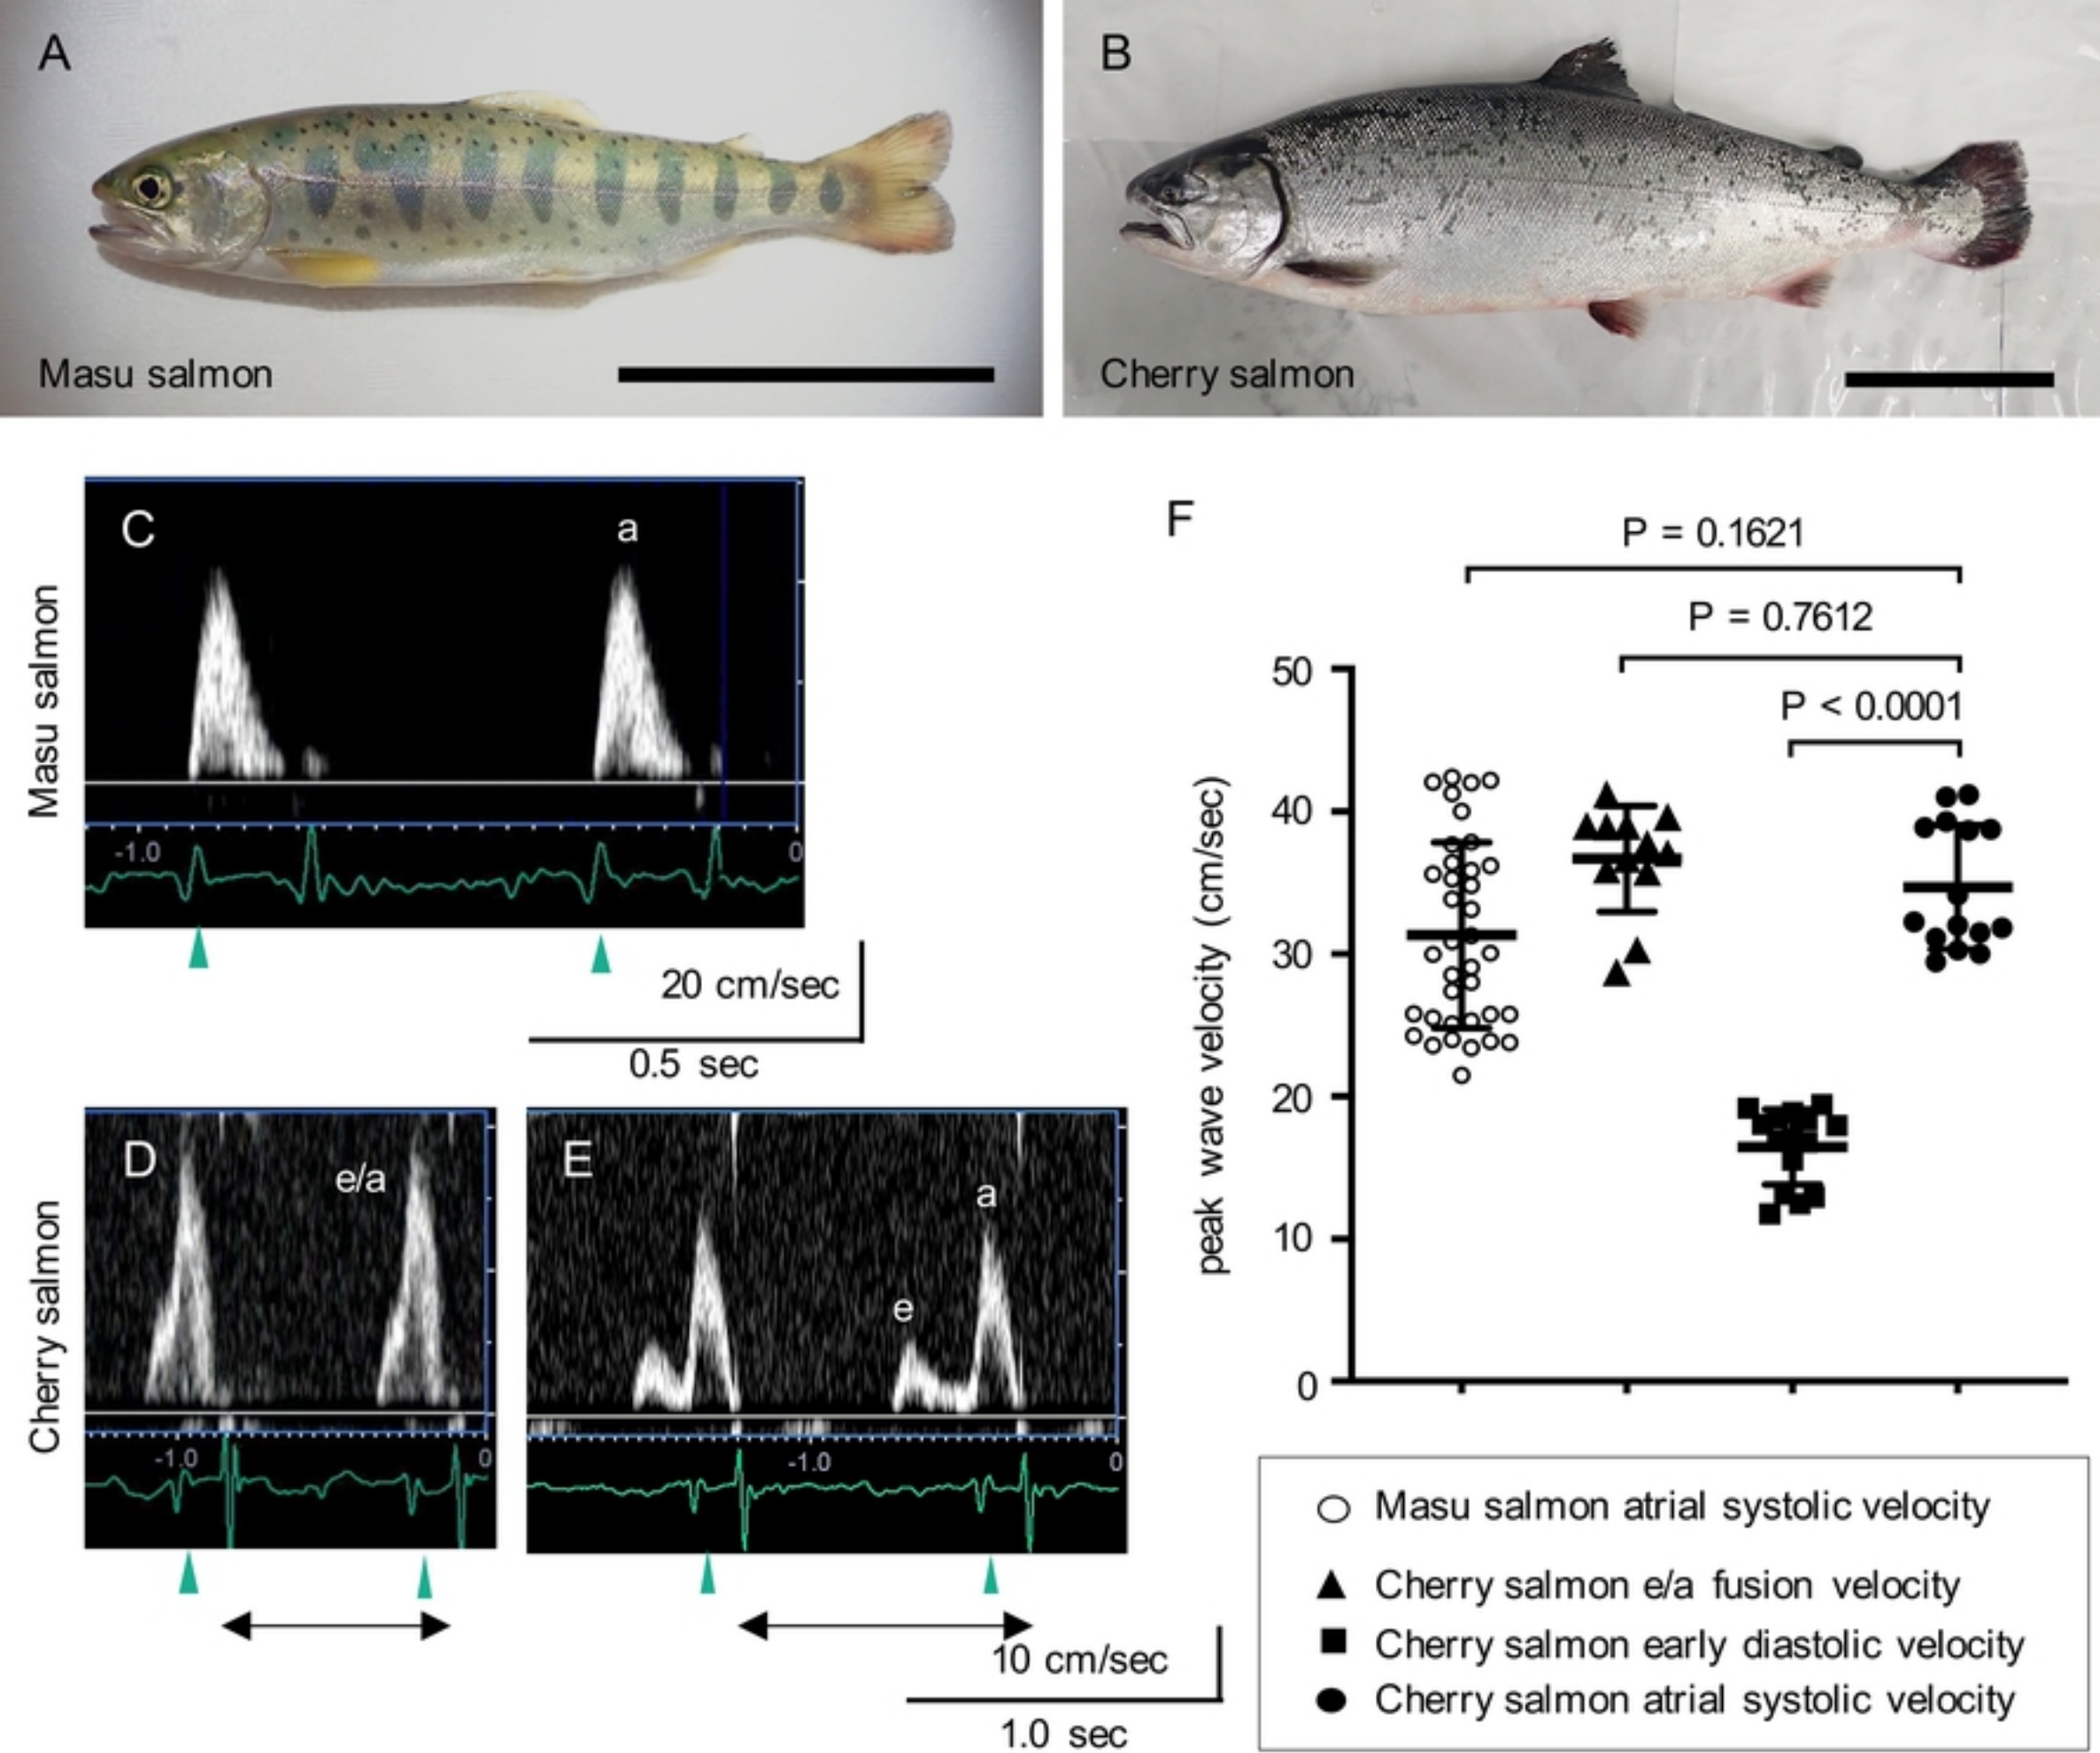 A
Masu salmon
B
Cherry salmon
Masu salmon
C
a
-1.0
0
20 cm/sec
0.5 sec
Cherry salmon
D
e/a
-1.0
0
E
e
a
-1.0
0
10 cm/sec
1.0 sec
F
P = 0.1621
P = 0.7612
P < 0.0001
peak wave velocity (cm/sec)
50
40
30
20
10
0
Masu salmon atrial systolic velocity
Cherry salmon e/a fusion velocity
Cherry salmon early diastolic velocity
Cherry salmon atrial systolic velocity